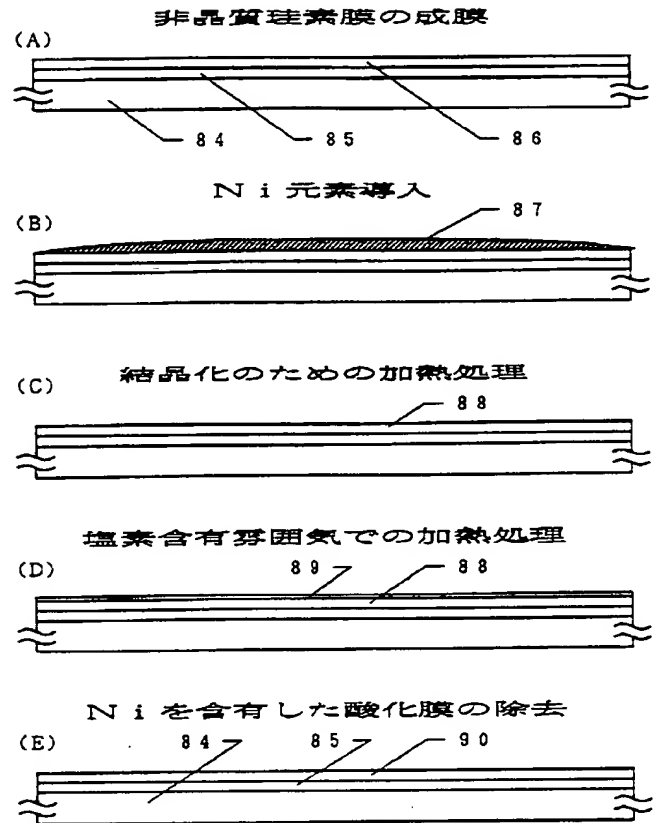 非晶質珪素膜の成膜
(A)
84 85 86
Ni元素導入
(B)
87
結晶化のための加熱処理
(C)
88
塩素含有雰囲気での加熱処理
(D)
89 88
Niを含有した酸化膜の除去
(E)
84 85 90